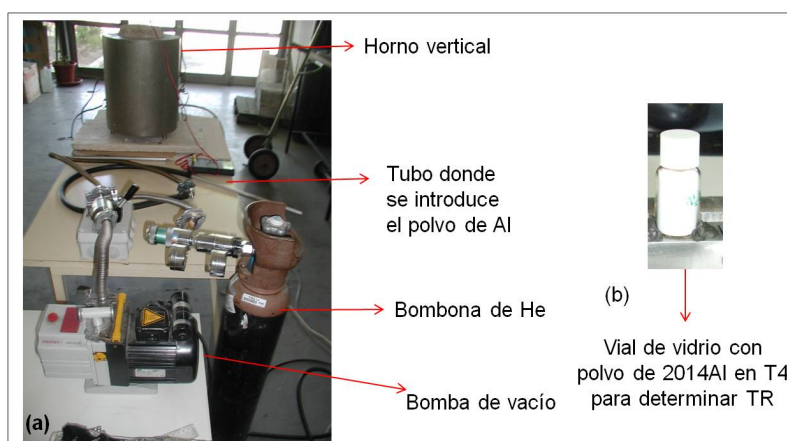 Horno vertical
Tubo donde
se introduce
el polvo de Al
Bombona de He
Bomba de vacío
(a)
(b)
Vial de vidrio con
polvo de 2014Al en T4
para determinar TR